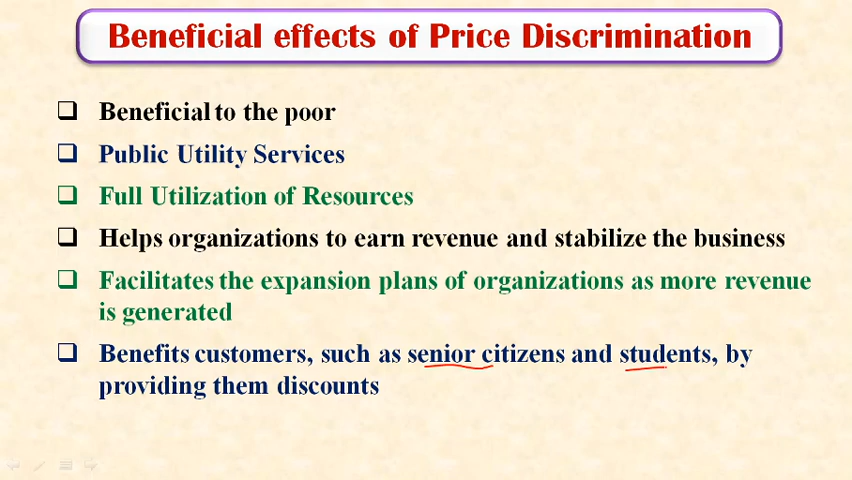 Beneficial effects of Price Discrimination
Beneficial to the poor
Public Utility Services
Full Utilization of Resources
Helps organizations to earn revenue and stabilize the business
Facilitates the expansion plans of organizations as more revenue
is generated
Benefits customers, such as senior citizens and students, by
providing them discounts